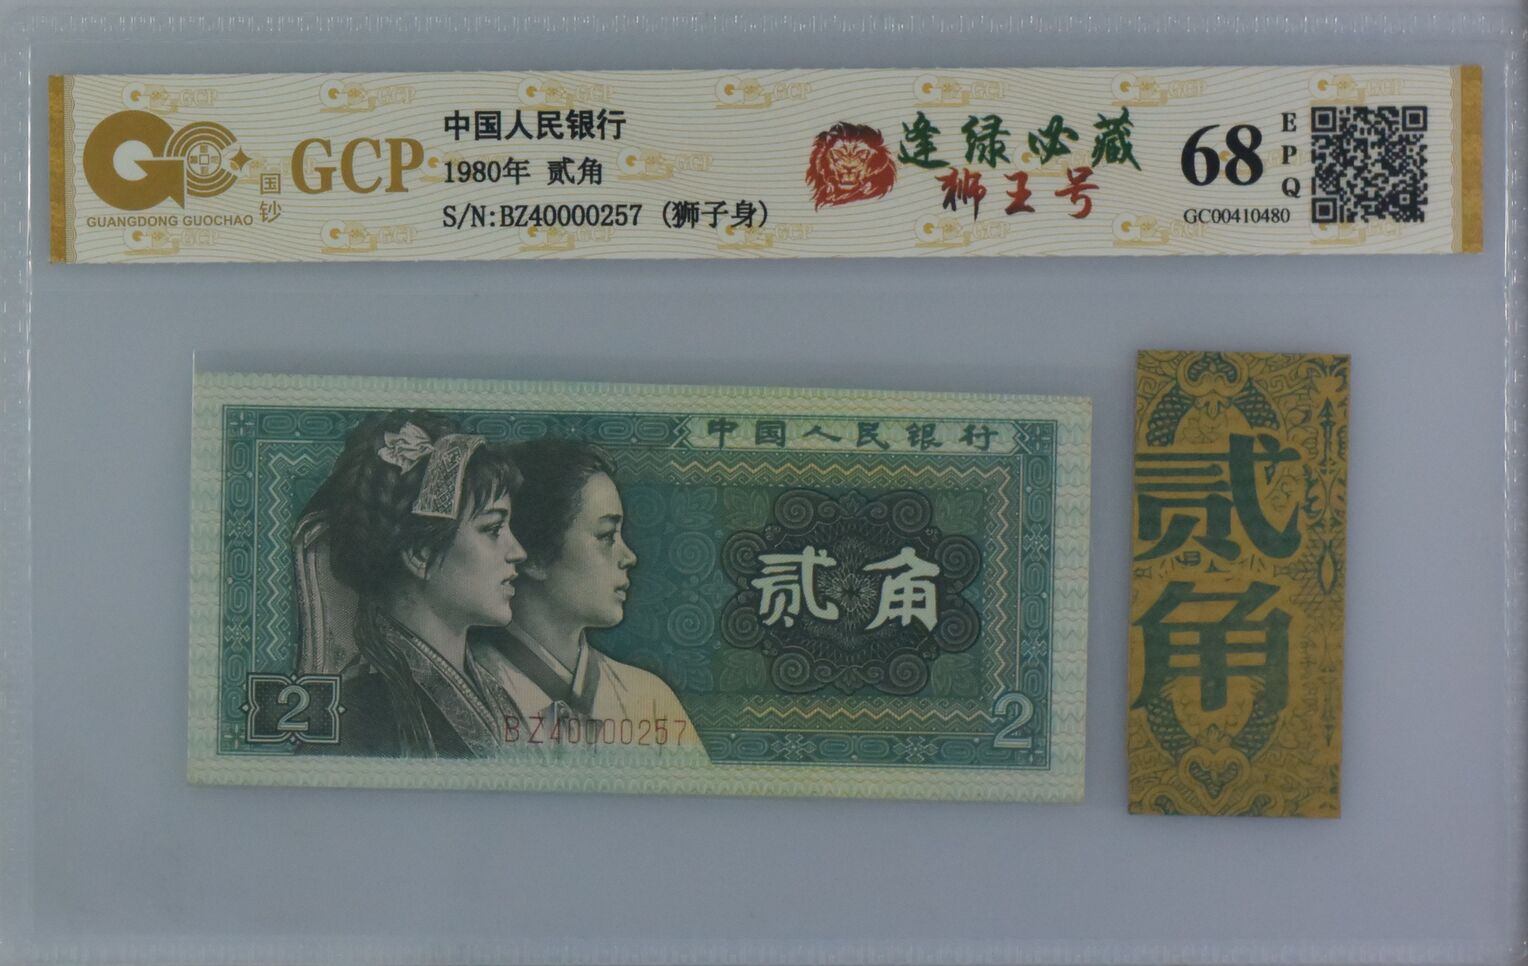 国钞
GUANGDONG GUOCHAO
GCP
中国人民银行
1980年 贰角
S/N:BZ40000257 (狮子身)
逢绿必藏
狮王号
68
EPQ
GC00410480
中国人民银行
贰角
2
BZ40000257
2
贰角